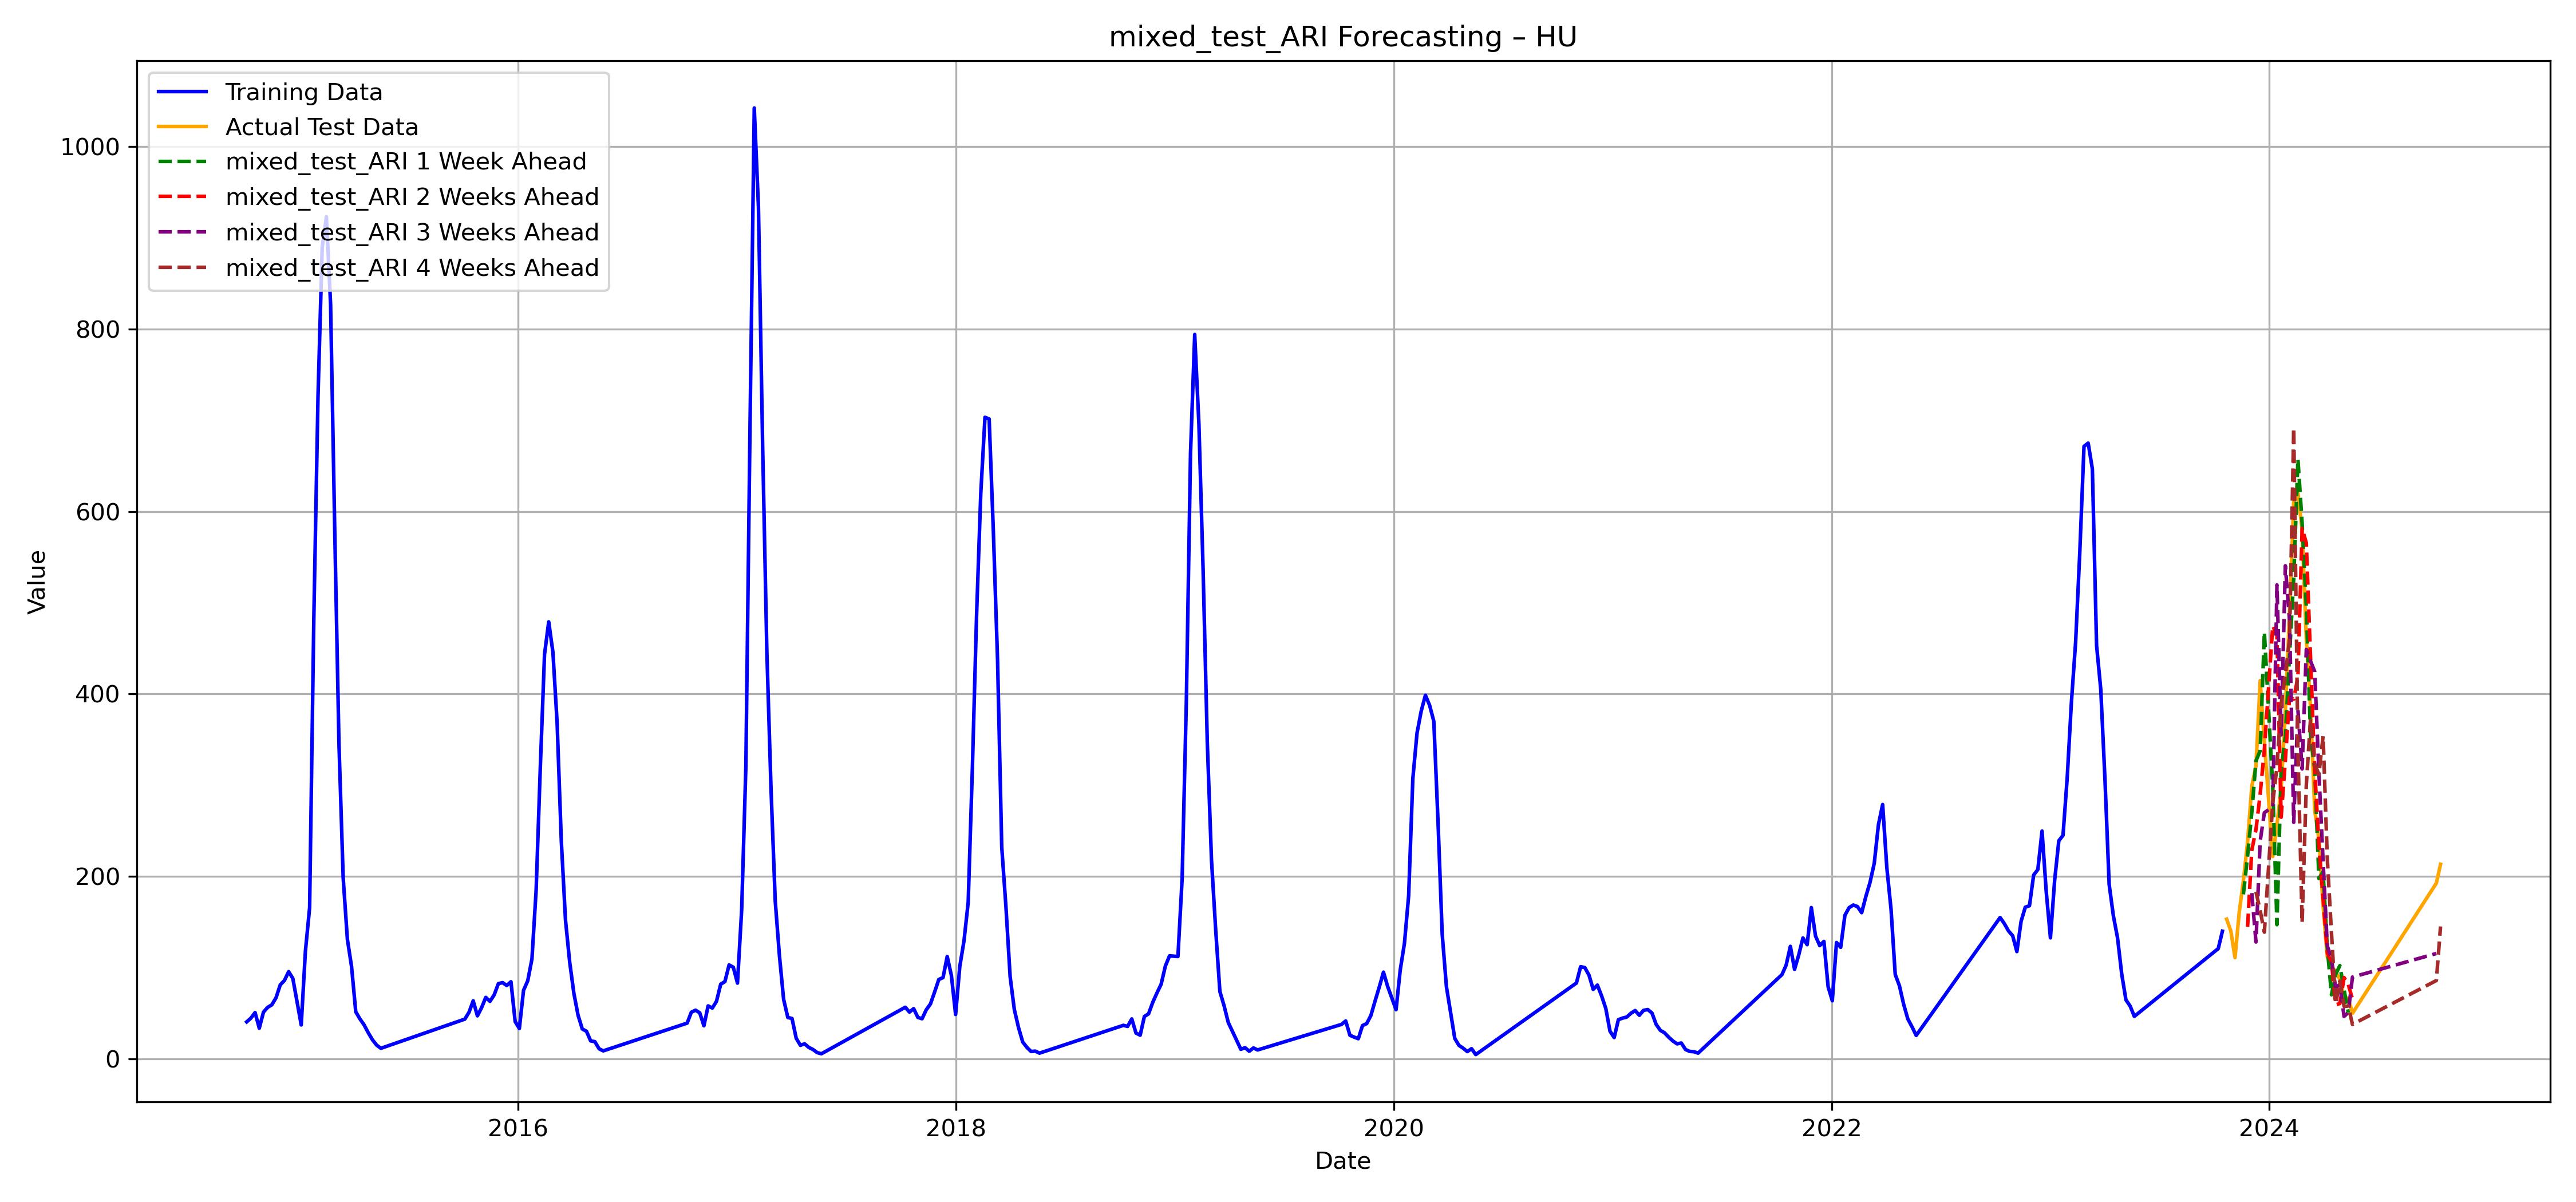 mixed_test_ARI Forecasting – HU
Training Data
Actual Test Data
mixed_test_ARI 1 Week Ahead
mixed_test_ARI 2 Weeks Ahead
mixed_test_ARI 3 Weeks Ahead
mixed_test_ARI 4 Weeks Ahead
1000
800
600
400
200
0
Value
2016
2018
2020
2022
2024
Date